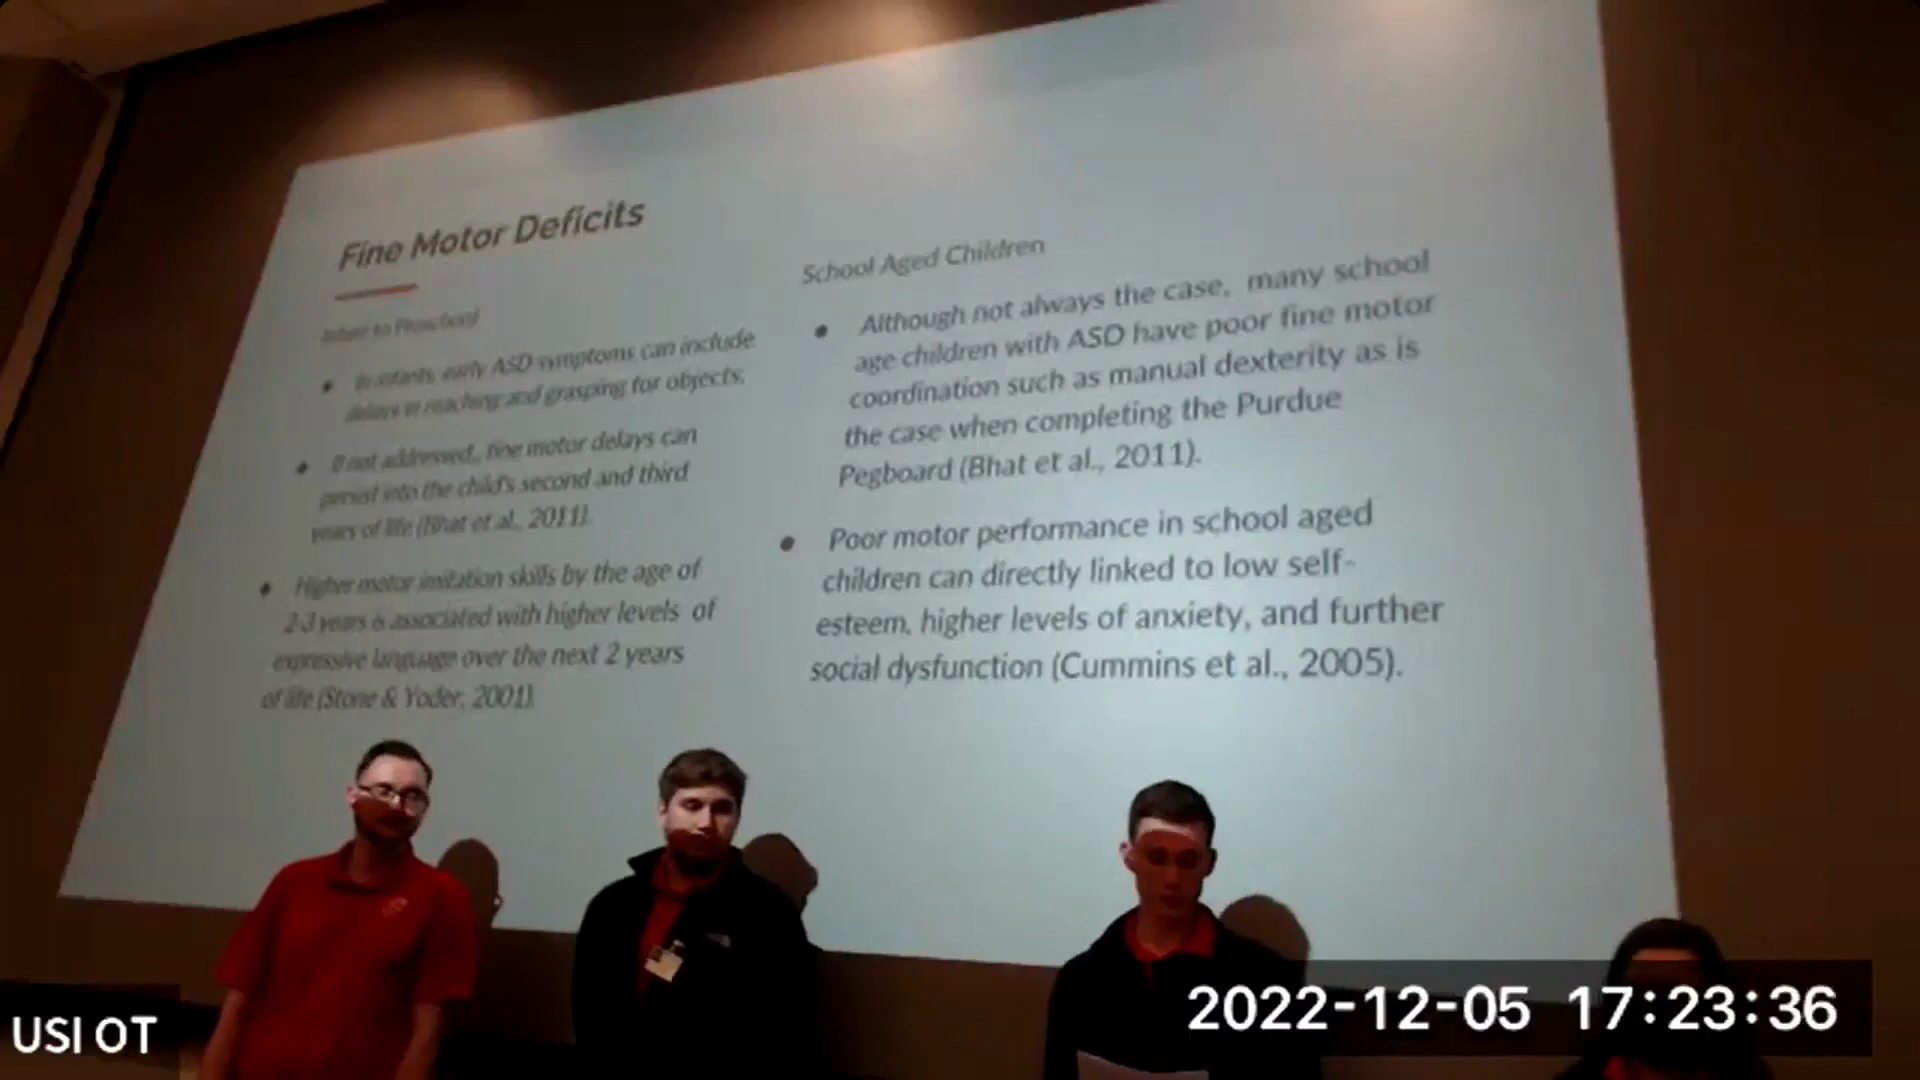 Fine Motor Deficits
Infant to Preschool
In infants, early ASD symptoms can include
delays in reaching and grasping for objects.
If not addressed,, fine motor delays can
persist into the child's second and third
years of life (Bhat et al., 2011).
Higher motor imitation skills by the age of
2-3 years is associated with higher levels of
expressive language over the next 2 years
of life (Stone & Yoder, 2001).
School Aged Children
Although not always the case, many school
age children with ASD have poor fine motor
coordination such as manual dexterity as is
the case when completing the Purdue
Pegboard (Bhat et al., 2011).
Poor motor performance in school aged
children can directly linked to low self-
esteem, higher levels of anxiety, and further
social dysfunction (Cummins et al., 2005).
USI OT
2022-12-05 17:23:36